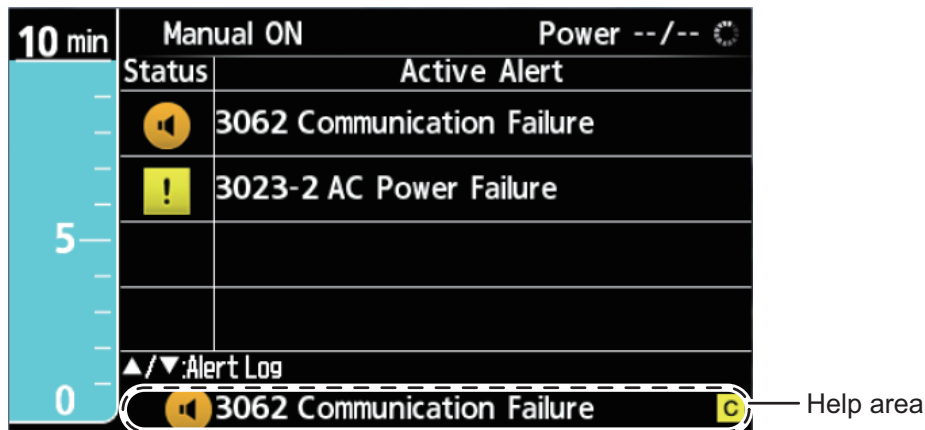 10 min
Manual ON
Power --/--
Status
Active Alert
3062 Communication Failure
!
3023-2 AC Power Failure
5
▲/▼:Alert Log
0
3062 Communication Failure
C
Help area